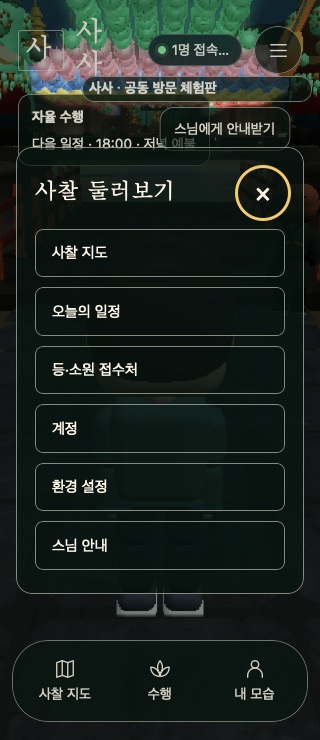 사
사
사
1명 접속...
사사 · 공동 방문 체험판
자율 수행
스님에게 안내받기
다음 일정 · 18:00 · 저녁 예불
사찰 둘러보기
×
사찰 지도
오늘의 일정
등·소원 접수처
계정
환경 설정
스님 안내
사찰 지도
수행
내 모습